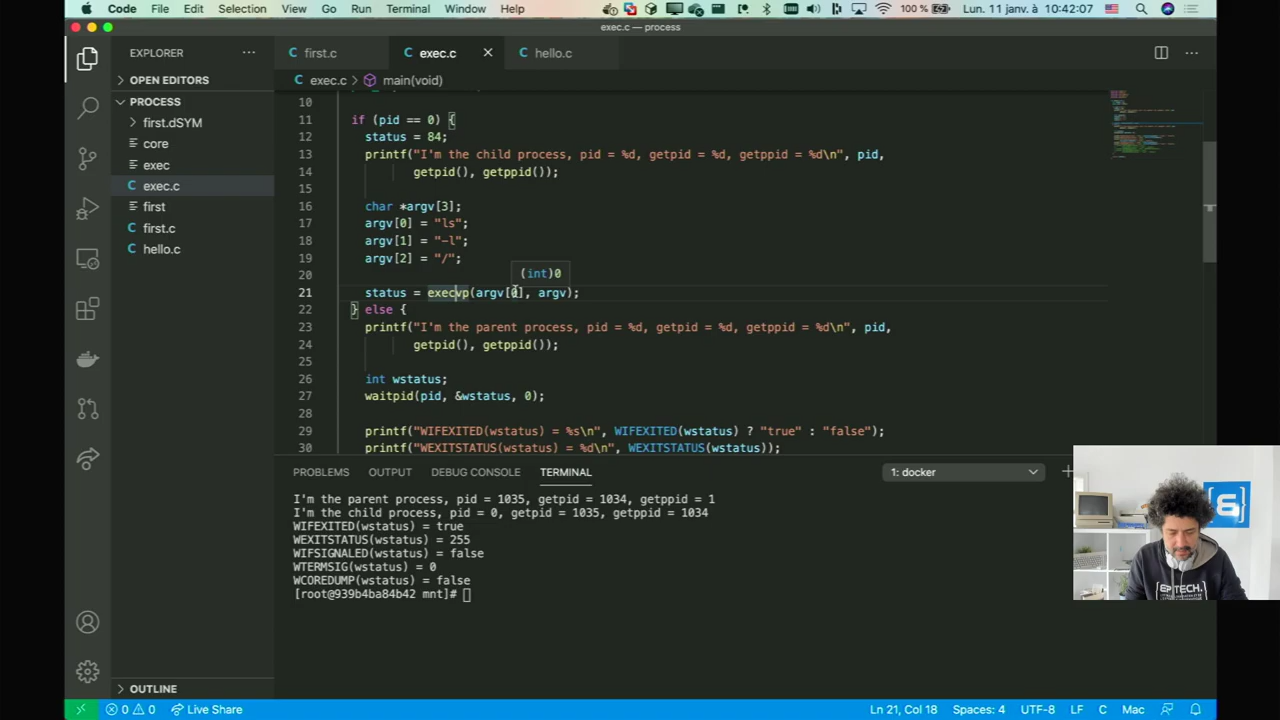 Code File Edit Selection View Go Run Terminal Window Help 100 % Lun. 11 janv. à 10:42:07
exec.c — process
EXPLORER
first.c
exec.c
hello.c
OPEN EDITORS
exec.c > main(void)
PROCESS
first.dSYM
core
exec
exec.c
first
first.c
hello.c
10
11 if (pid == 0) {
12 status = 84;
13 printf("I'm the child process, pid = %d, getpid = %d, getppid = %d\n", pid,
14 getpid(), getppid());
15
16 char *argv[3];
17 argv[0] = "ls";
18 argv[1] = "-l";
19 argv[2] = "/";
20
(int)0
21 status = execvp(argv[0], argv);
22 } else {
23 printf("I'm the parent process, pid = %d, getpid = %d, getppid = %d\n", pid,
24 getpid(), getppid());
25
26 int wstatus;
27 waitpid(pid, &wstatus, 0);
28
29 printf("WIFEXITED(wstatus) = %s\n", WIFEXITED(wstatus) ? "true" : "false");
30 printf("WEXITSTATUS(wstatus) = %d\n", WEXITSTATUS(wstatus));
PROBLEMS OUTPUT DEBUG CONSOLE TERMINAL 1: docker
I'm the parent process, pid = 1035, getpid = 1034, getppid = 1
I'm the child process, pid = 0, getpid = 1035, getppid = 1034
WIFEXITED(wstatus) = true
WEXITSTATUS(wstatus) = 255
WIFSIGNALED(wstatus) = false
WTERMSIG(wstatus) = 0
WCOREDUMP(wstatus) = false
[root@939b4ba84b42 mnt]#
OUTLINE
0 0 Live Share Ln 21, Col 18 Spaces: 4 UTF-8 LF C Mac